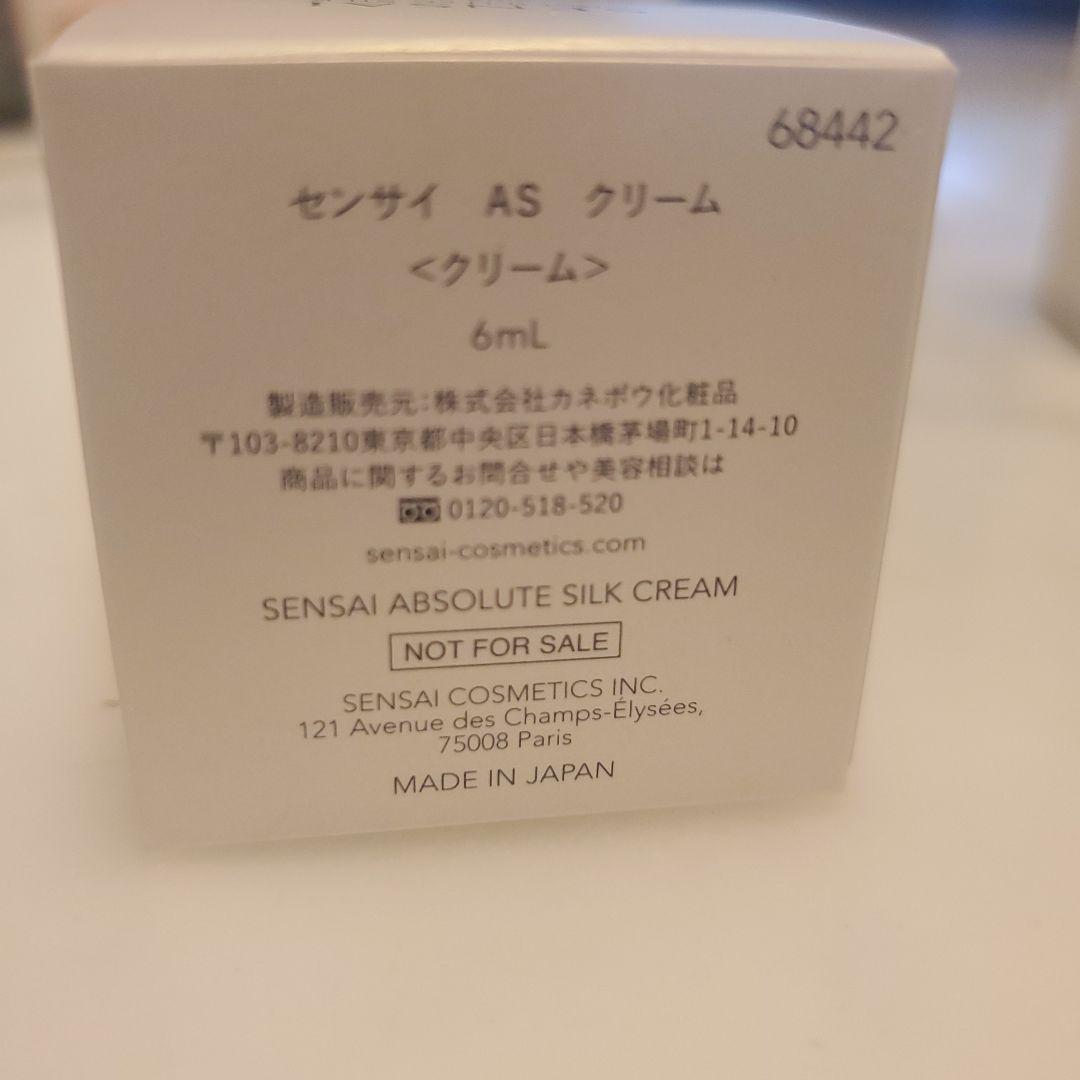 68442
センサイ AS クリーム
<クリーム>
6mL
製造販売元:株式会社カネボウ化粧品
〒103-8210東京都中央区日本橋茅場町1-14-10
商品に関するお問合せや美容相談は
0120-518-520
sensai-cosmetics.com
SENSAI ABSOLUTE SILK CREAM
NOT FOR SALE
SENSAI COSMETICS INC.
121 Avenue des Champs-Élysées,
75008 Paris
MADE IN JAPAN